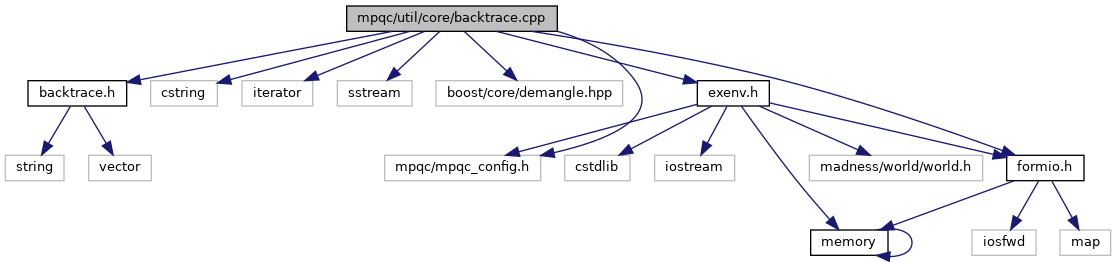 mpqc/util/core/backtrace.cpp
backtrace.h
cstring
iterator
sstream
boost/core/demangle.hpp
exenv.h
string
vector
mpqc/mpqc_config.h
cstdlib
iostream
madness/world/world.h
formio.h
memory
iosfwd
map